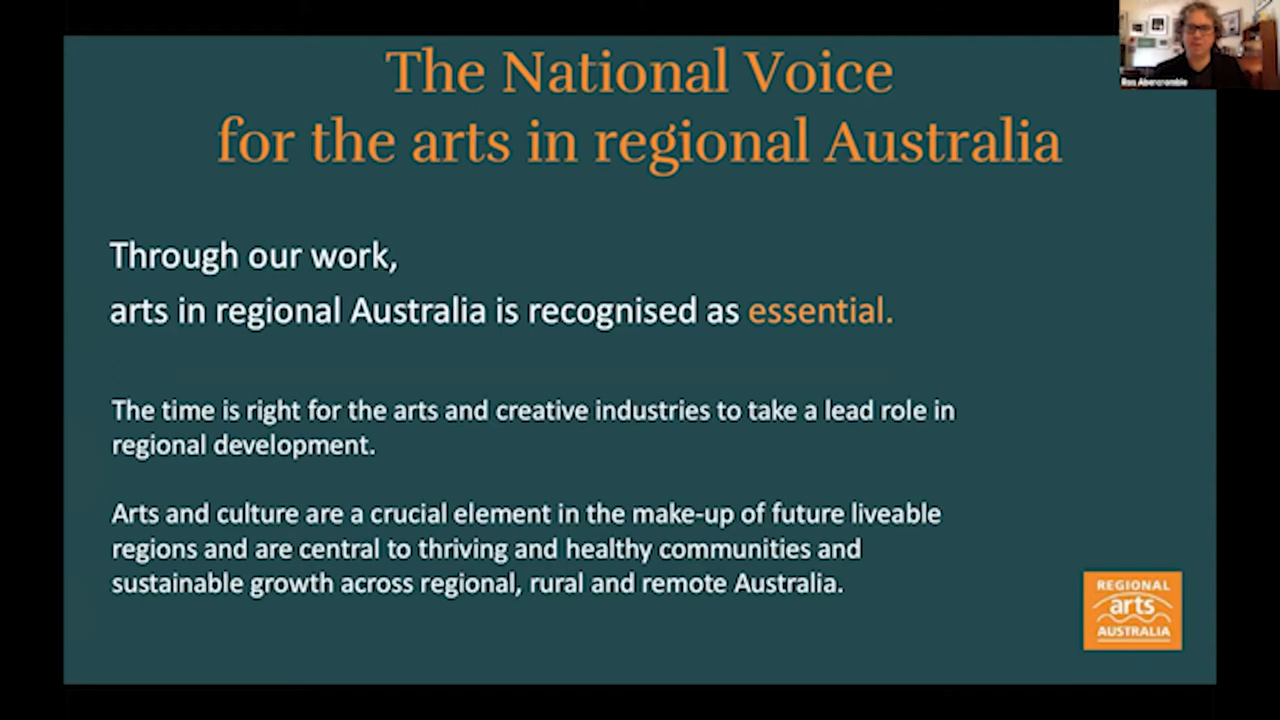 The National Voice
for the arts in regional Australia
Through our work,
arts in regional Australia is recognised as essential.
The time is right for the arts and creative industries to take a lead role in
regional development.
Arts and culture are a crucial element in the make-up of future liveable
regions and are central to thriving and healthy communities and
sustainable growth across regional, rural and remote Australia.
REGIONAL
arts
AUSTRALIA
Ros Abercrombie